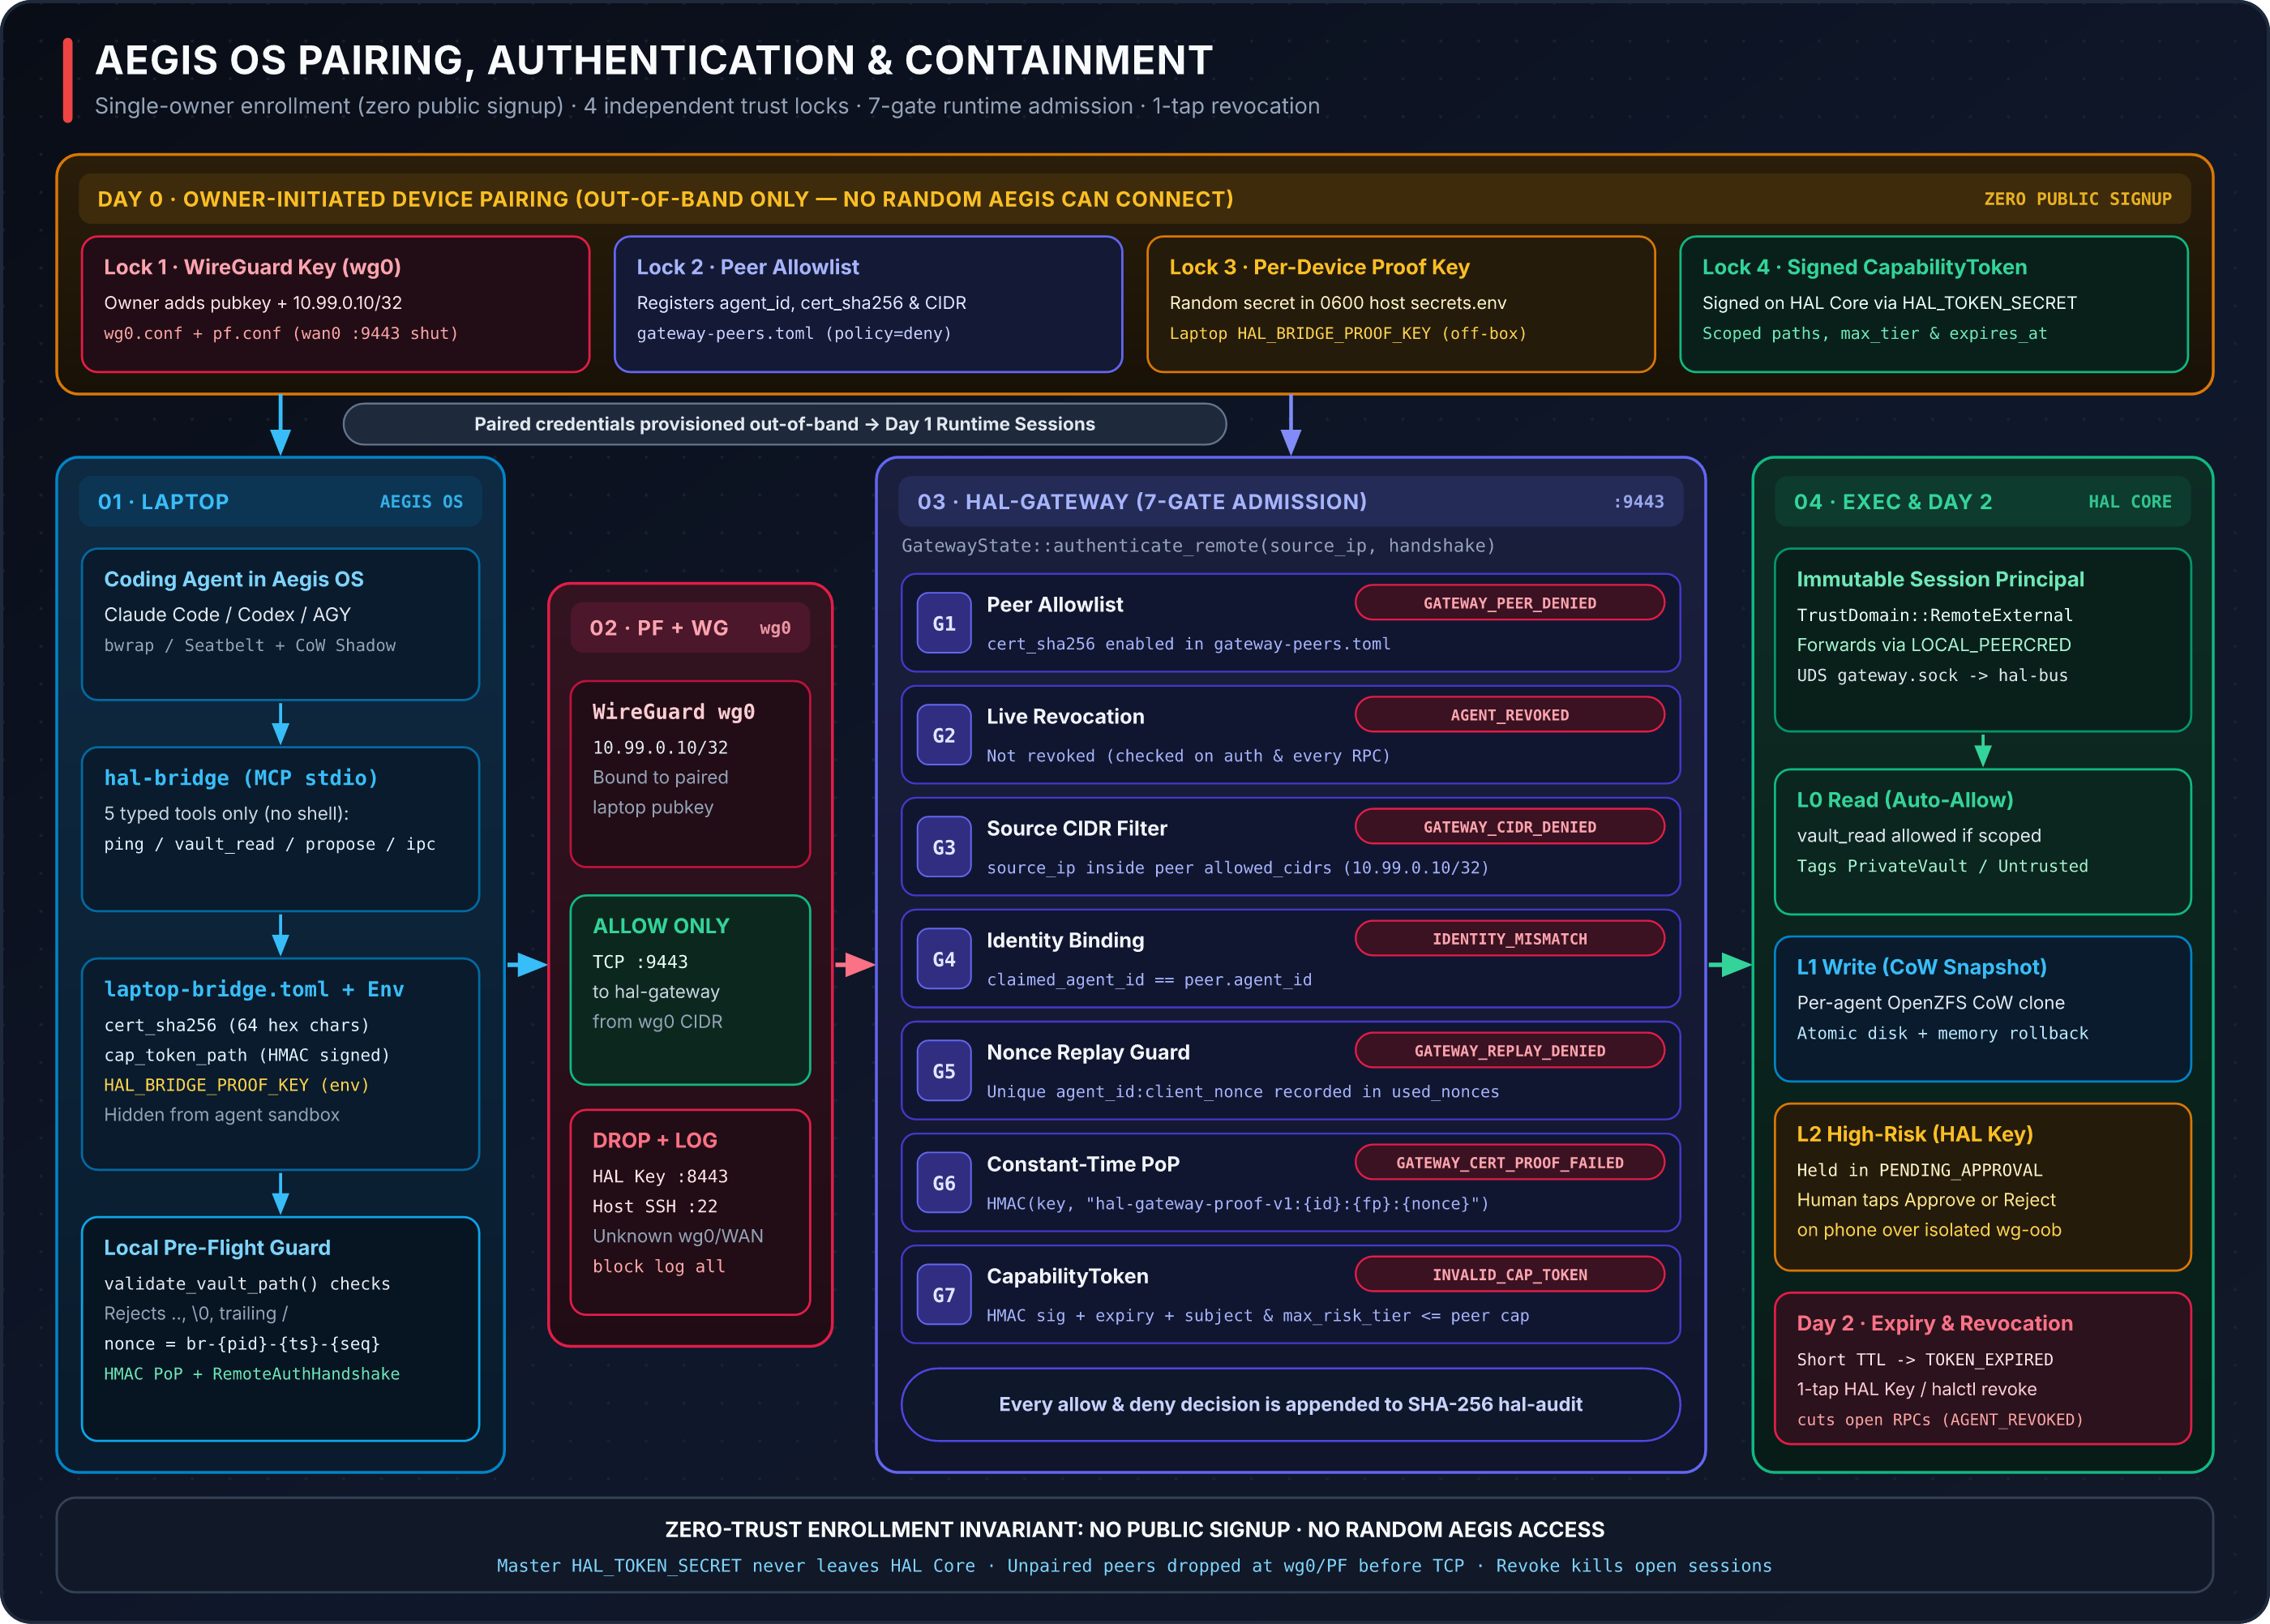 AEGIS OS PAIRING, AUTHENTICATION & CONTAINMENT
Single-owner enrollment (zero public signup) · 4 independent trust locks · 7-gate runtime admission · 1-tap revocation
DAY 0 · OWNER-INITIATED DEVICE PAIRING (OUT-OF-BAND ONLY — NO RANDOM AEGIS CAN CONNECT)
ZERO PUBLIC SIGNUP
Lock 1 · WireGuard Key (wg0)
Owner adds pubkey + 10.99.0.10/32
wg0.conf + pf.conf (wan0 :9443 shut)
Lock 2 · Peer Allowlist
Registers agent_id, cert_sha256 & CIDR
gateway-peers.toml (policy=deny)
Lock 3 · Per-Device Proof Key
Random secret in 0600 host secrets.env
Laptop HAL_BRIDGE_PROOF_KEY (off-box)
Lock 4 · Signed CapabilityToken
Signed on HAL Core via HAL_TOKEN_SECRET
Scoped paths, max_tier & expires_at
Paired credentials provisioned out-of-band → Day 1 Runtime Sessions
01 · LAPTOP
AEGIS OS
Coding Agent in Aegis OS
Claude Code / Codex / AGY
bwrap / Seatbelt + CoW Shadow
hal-bridge (MCP stdio)
5 typed tools only (no shell):
ping / vault_read / propose / ipc
laptop-bridge.toml + Env
cert_sha256 (64 hex chars)
cap_token_path (HMAC signed)
HAL_BRIDGE_PROOF_KEY (env)
Hidden from agent sandbox
Local Pre-Flight Guard
validate_vault_path() checks
Rejects .., \0, trailing /
nonce = br-{pid}-{ts}-{seq}
HMAC PoP + RemoteAuthHandshake
02 · PF + WG
wg0
WireGuard wg0
10.99.0.10/32
Bound to paired
laptop pubkey
ALLOW ONLY
TCP :9443
to hal-gateway
from wg0 CIDR
DROP + LOG
HAL Key :8443
Host SSH :22
Unknown wg0/WAN
block log all
03 · HAL-GATEWAY (7-GATE ADMISSION)
:9443
GatewayState::authenticate_remote(source_ip, handshake)
G1
Peer Allowlist
GATEWAY_PEER_DENIED
cert_sha256 enabled in gateway-peers.toml
G2
Live Revocation
AGENT_REVOKED
Not revoked (checked on auth & every RPC)
G3
Source CIDR Filter
GATEWAY_CIDR_DENIED
source_ip inside peer allowed_cidrs (10.99.0.10/32)
G4
Identity Binding
IDENTITY_MISMATCH
claimed_agent_id == peer.agent_id
G5
Nonce Replay Guard
GATEWAY_REPLAY_DENIED
Unique agent_id:client_nonce recorded in used_nonces
G6
Constant-Time PoP
GATEWAY_CERT_PROOF_FAILED
HMAC(key, "hal-gateway-proof-v1:{id}:{fp}:{nonce}")
G7
CapabilityToken
INVALID_CAP_TOKEN
HMAC sig + expiry + subject & max_risk_tier <= peer cap
Every allow & deny decision is appended to SHA-256 hal-audit
04 · EXEC & DAY 2
HAL CORE
Immutable Session Principal
TrustDomain::RemoteExternal
Forwards via LOCAL_PEERCRED
UDS gateway.sock -> hal-bus
L0 Read (Auto-Allow)
vault_read allowed if scoped
Tags PrivateVault / Untrusted
L1 Write (CoW Snapshot)
Per-agent OpenZFS CoW clone
Atomic disk + memory rollback
L2 High-Risk (HAL Key)
Held in PENDING_APPROVAL
Human taps Approve or Reject
on phone over isolated wg-oob
Day 2 · Expiry & Revocation
Short TTL -> TOKEN_EXPIRED
1-tap HAL Key / halctl revoke
cuts open RPCs (AGENT_REVOKED)
ZERO-TRUST ENROLLMENT INVARIANT: NO PUBLIC SIGNUP · NO RANDOM AEGIS ACCESS
Master HAL_TOKEN_SECRET never leaves HAL Core · Unpaired peers dropped at wg0/PF before TCP · Revoke kills open sessions